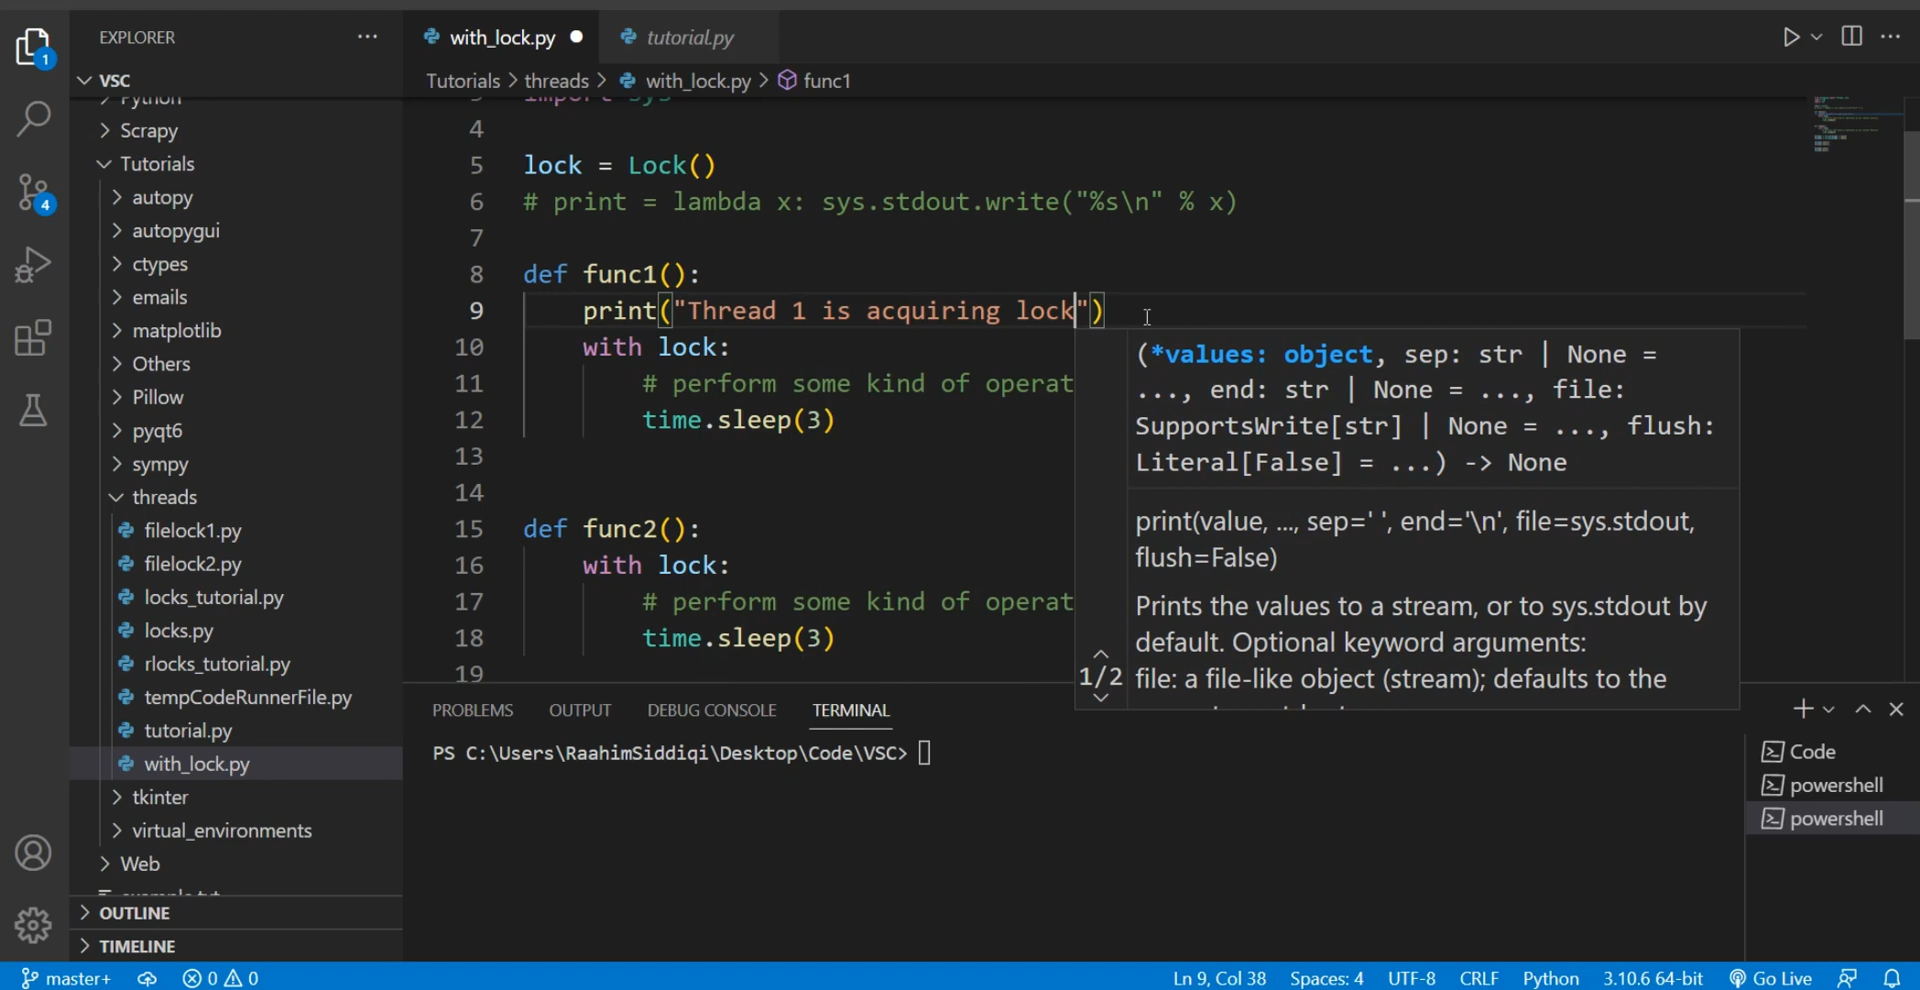 EXPLORER
with_lock.py
tutorial.py
1
VSC
Tutorials > threads > with_lock.py > func1
Python
Scrapy
Tutorials
autopy
autopygui
ctypes
emails
matplotlib
Others
Pillow
pyqt6
sympy
threads
filelock1.py
filelock2.py
locks_tutorial.py
locks.py
rlocks_tutorial.py
tempCodeRunnerFile.py
tutorial.py
with_lock.py
tkinter
virtual_environments
Web
example.txt
OUTLINE
TIMELINE
4
3 import sys
4
5 lock = Lock()
6 # print = lambda x: sys.stdout.write("%s\n" % x)
7
8 def func1():
9 print("Thread 1 is acquiring lock")
10 with lock:
11 # perform some kind of operat
12 time.sleep(3)
13
14
15 def func2():
16 with lock:
17 # perform some kind of operat
18 time.sleep(3)
19
(*values: object, sep: str | None =
..., end: str | None = ..., file:
SupportsWrite[str] | None = ..., flush:
Literal[False] = ...) -> None
print(value, ..., sep=' ', end='\n', file=sys.stdout,
flush=False)
Prints the values to a stream, or to sys.stdout by
default. Optional keyword arguments:
file: a file-like object (stream); defaults to the
1/2
PROBLEMS OUTPUT DEBUG CONSOLE TERMINAL
PS C:\Users\RaahimSiddiqi\Desktop\Code\VSC>
Code
powershell
powershell
master+ 0 0 Ln 9, Col 38 Spaces: 4 UTF-8 CRLF Python 3.10.6 64-bit Go Live